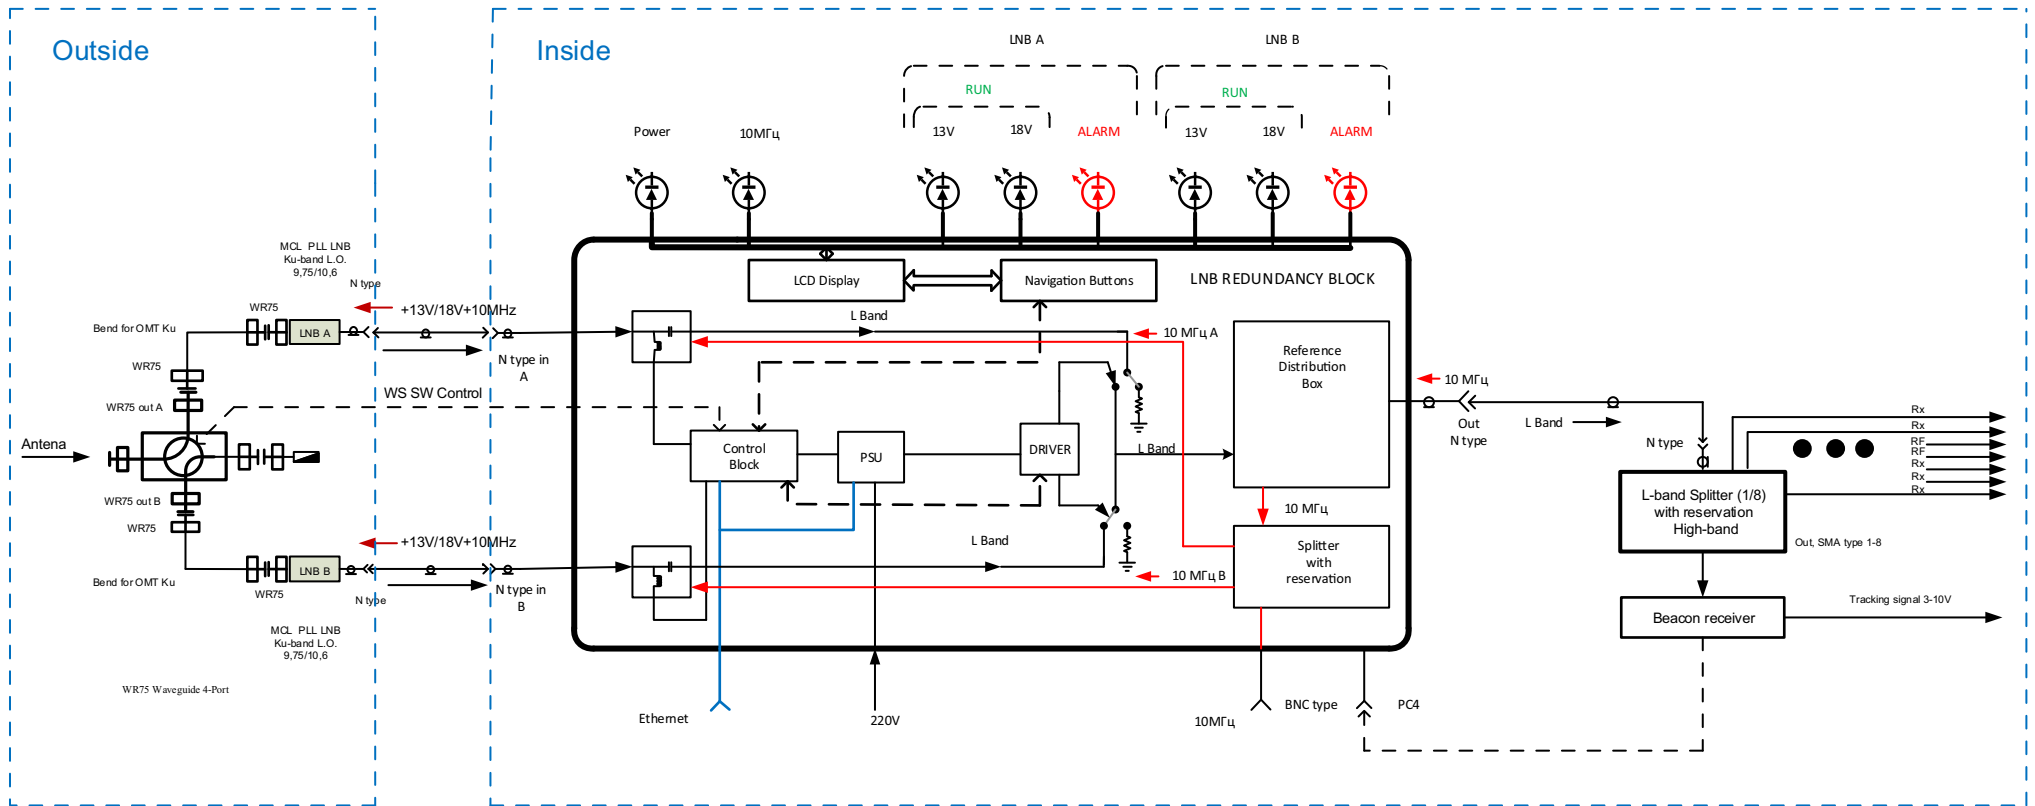 Outside
Inside
LNB A
LNB B
RUN
RUN
Power
10МГц
13V
18V
ALARM
13V
18V
ALARM
MCL PLL LNB
Ku-band L.O.
9,75/10,6
N type
LCD Display
Navigation Buttons
LNB REDUNDANCY BLOCK
WR75
+13V/18V+10MHz
Bend for OMT Ku
LNB A
L Band
10 МГц A
N type in
A
WR75
WS SW Control
WR75 out A
Reference
Distribution
Box
10 МГц
Out
N type
L Band
N type
Rx
Rx
RF
RF
Rx
Rx
Rx
Antena
Control
Block
PSU
DRIVER
L Band
WR75 out B
WR75
10 МГц
L-band Splitter (1/8)
with reservation
High-band
Out, SMA type 1-8
+13V/18V+10MHz
L Band
Splitter
with
reservation
Bend for OMT Ku
LNB B
WR75
N type
N type in
B
10 МГц B
MCL PLL LNB
Ku-band L.O.
9,75/10,6
Beacon receiver
Tracking signal 3-10V
WR75 Waveguide 4-Port
Ethernet
220V
10МГц
BNC type
PC4